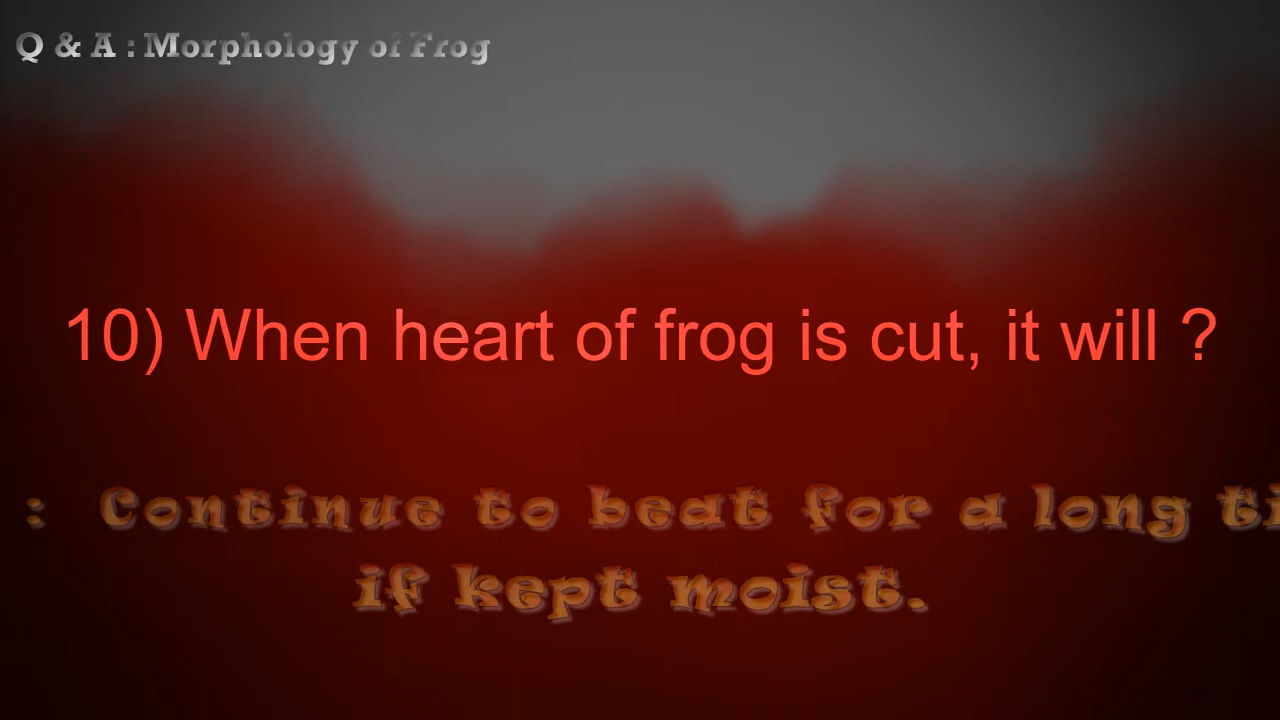 Q & A : Morphology of Frog
10) When heart of frog is cut, it will ?
: Continue to beat for a long ti
if kept moist.